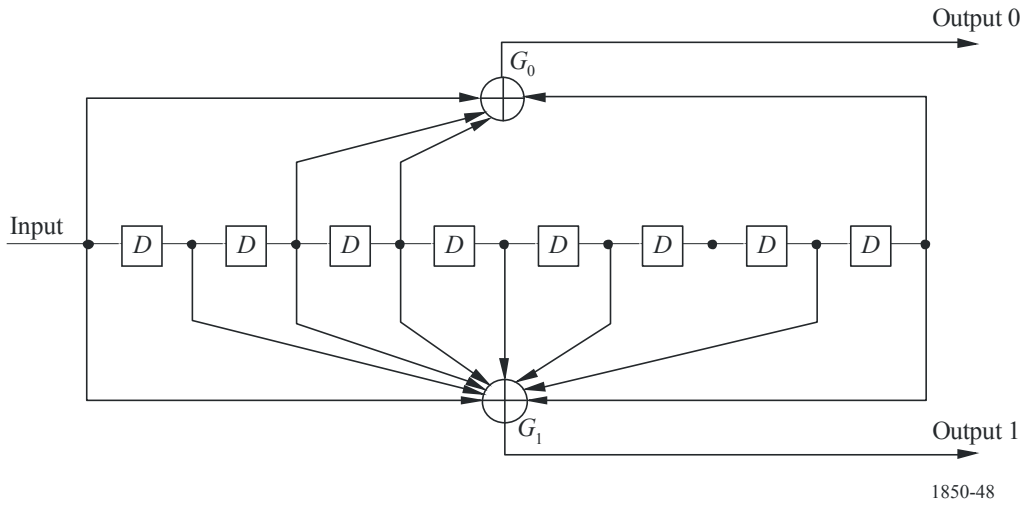 Output 0
G0
Input
D D D D D D D D
G1
Output 1
1850-48